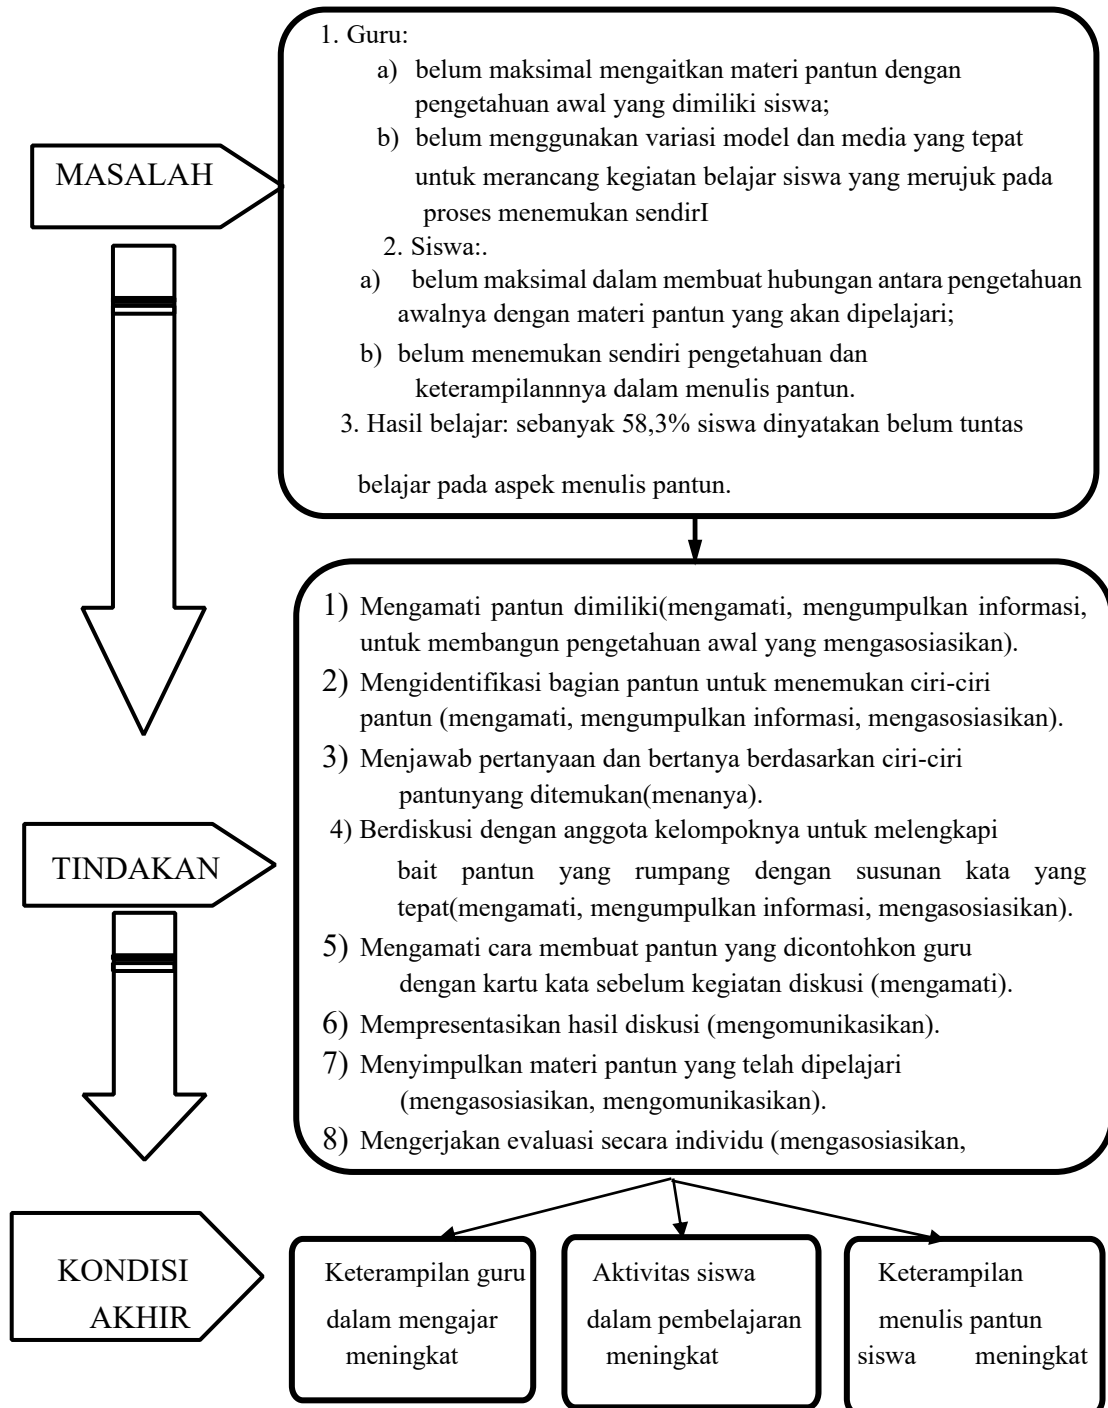 1. Guru:
a) belum maksimal mengaitkan materi pantun dengan
pengetahuan awal yang dimiliki siswa;
b) belum menggunakan variasi model dan media yang tepat
untuk merancang kegiatan belajar siswa yang merujuk pada
proses menemukan sendirI
2. Siswa:.
a) belum maksimal dalam membuat hubungan antara pengetahuan
awalnya dengan materi pantun yang akan dipelajari;
b) belum menemukan sendiri pengetahuan dan
keterampilannnya dalam menulis pantun.
3. Hasil belajar: sebanyak 58,3% siswa dinyatakan belum tuntas
belajar pada aspek menulis pantun.
MASALAH
1) Mengamati pantun dimiliki(mengamati, mengumpulkan informasi,
untuk membangun pengetahuan awal yang mengasosiasikan).
2) Mengidentifikasi bagian pantun untuk menemukan ciri-ciri
pantun (mengamati, mengumpulkan informasi, mengasosiasikan).
3) Menjawab pertanyaan dan bertanya berdasarkan ciri-ciri
pantunyang ditemukan(menanya).
4) Berdiskusi dengan anggota kelompoknya untuk melengkapi
bait pantun yang rumpang dengan susunan kata yang
tepat(mengamati, mengumpulkan informasi, mengasosiasikan).
5) Mengamati cara membuat pantun yang dicontohkon guru
dengan kartu kata sebelum kegiatan diskusi (mengamati).
6) Mempresentasikan hasil diskusi (mengomunikasikan).
7) Menyimpulkan materi pantun yang telah dipelajari
(mengasosiasikan, mengomunikasikan).
8) Mengerjakan evaluasi secara individu (mengasosiasikan,
TINDAKAN
KONDISI
AKHIR
Keterampilan guru
dalam mengajar
meningkat
Aktivitas siswa
dalam pembelajaran
meningkat
Keterampilan
menulis pantun
siswa meningkat